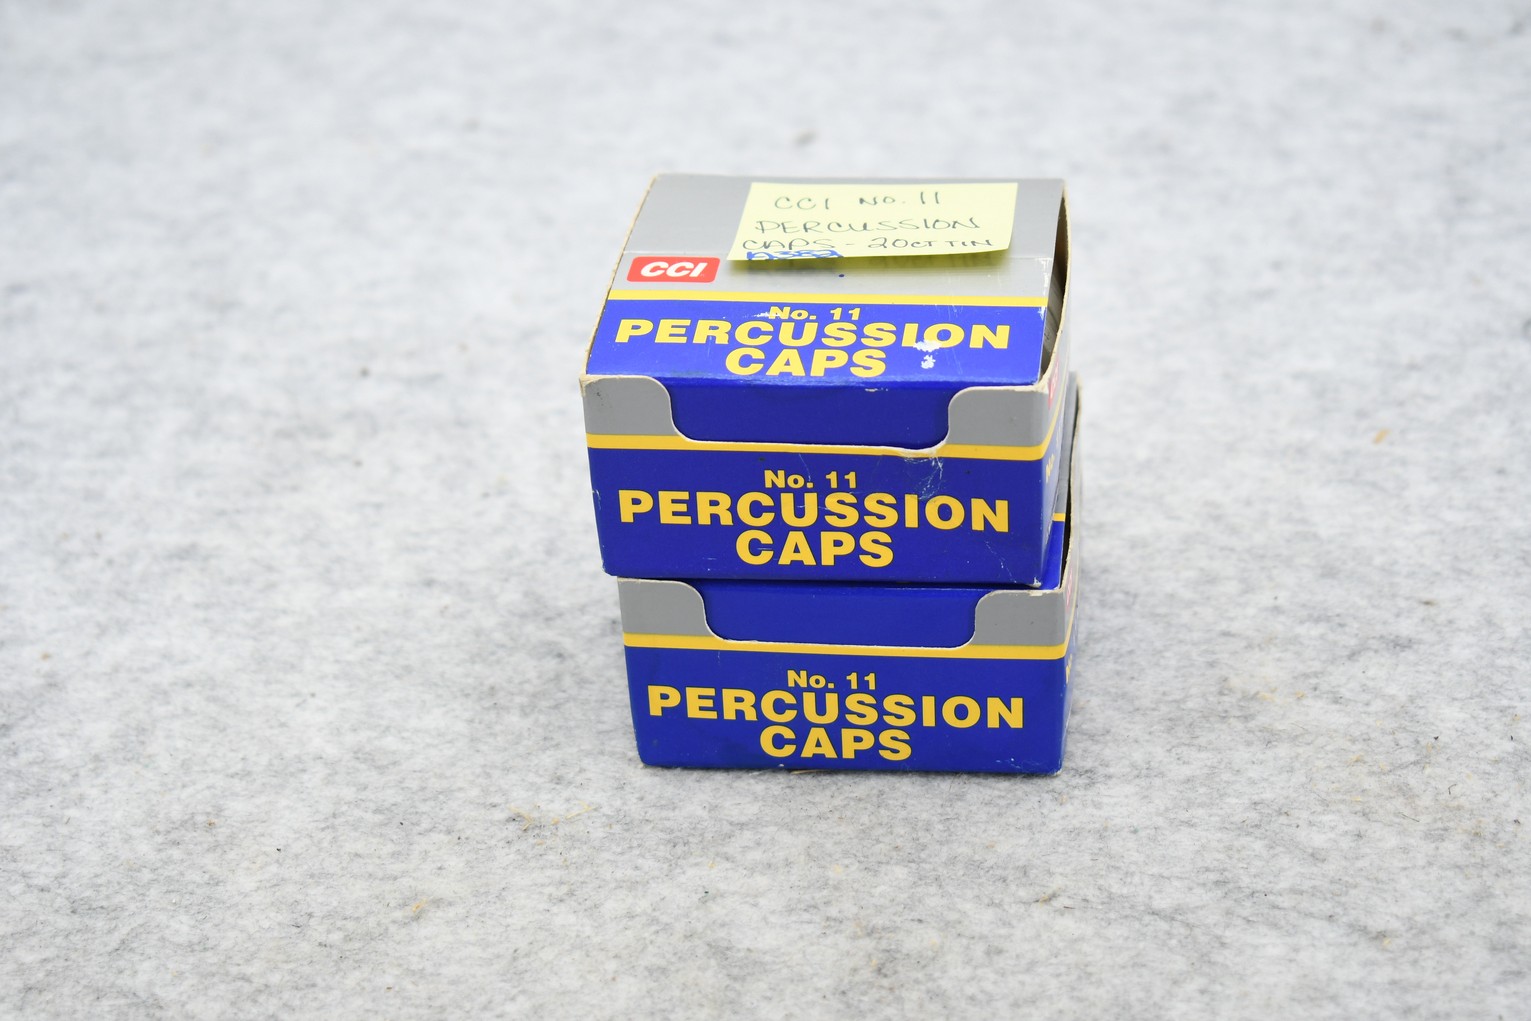 CCI No. 11
PERCUSSION
CAPS - 20CT TIN
A382
CCI
No. 11
PERCUSSION
CAPS
No. 11
PERCUSSION
CAPS
No. 11
PERCUSSION
CAPS